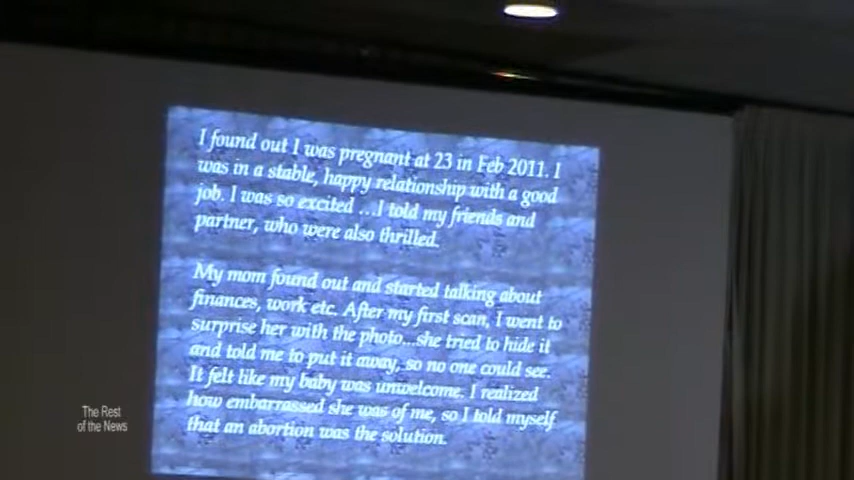 I found out I was pregnant at 23 in Feb 2011. I
was in a stable, happy relationship with a good
job. I was so excited …I told my friends and
partner, who were also thrilled.
My mom found out and started talking about
finances, work etc. After my first scan, I went to
surprise her with the photo...she tried to hide it
and told me to put it away, so no one could see.
It felt like my baby was unwelcome. I realized
how embarrassed she was of me, so I told myself
that an abortion was the solution.
The Rest
of the News